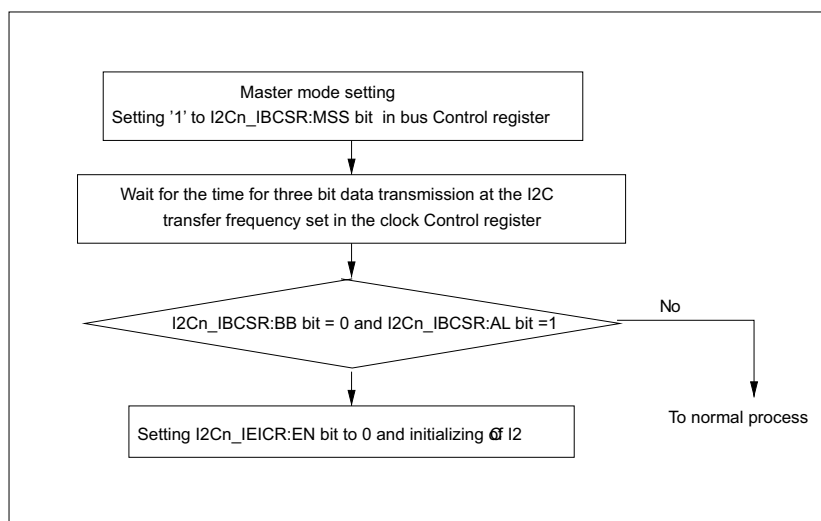 Master mode setting
Setting '1' to I2Cn_IBCSR:MSS bit in bus Control register
Wait for the time for three bit data transmission at the I2C
transfer frequency set in the clock Control register
I2Cn_IBCSR:BB bit = 0 and I2Cn_IBCSR:AL bit =1
No
To normal process
Setting I2Cn_IEICR:EN bit to 0 and initializing of I2